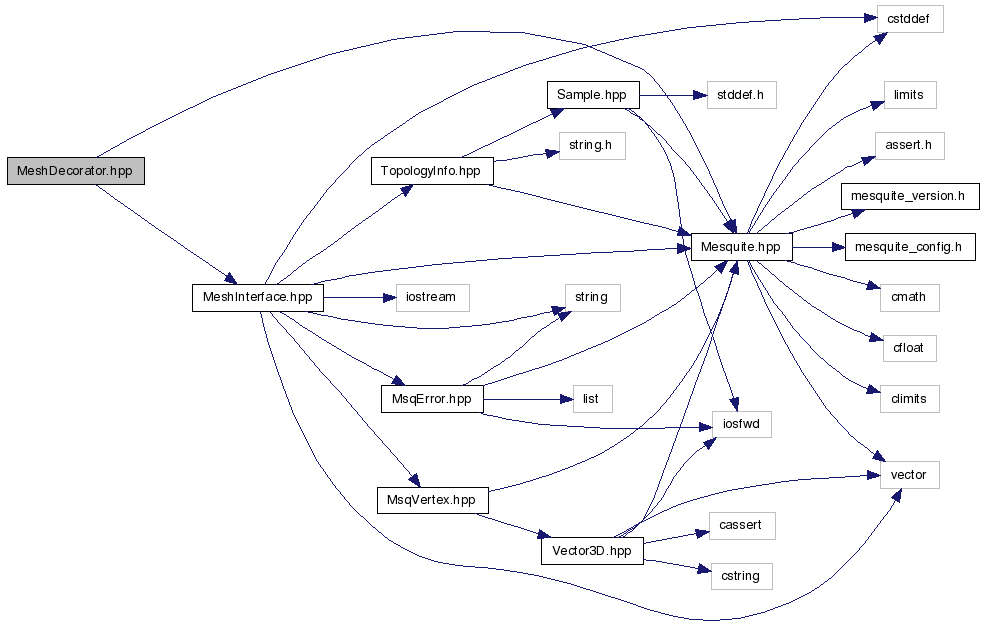 cstddef
Sample.hpp
stddef.h
limits
string.h
assert.h
MeshDecorator.hpp
TopologyInfo.hpp
mesquite_version.h
Mesquite.hpp
mesquite_config.h
MeshInterface.hpp
iostream
string
cmath
cfloat
MsqError.hpp
list
climits
iosfwd
vector
MsqVertex.hpp
cassert
Vector3D.hpp
cstring